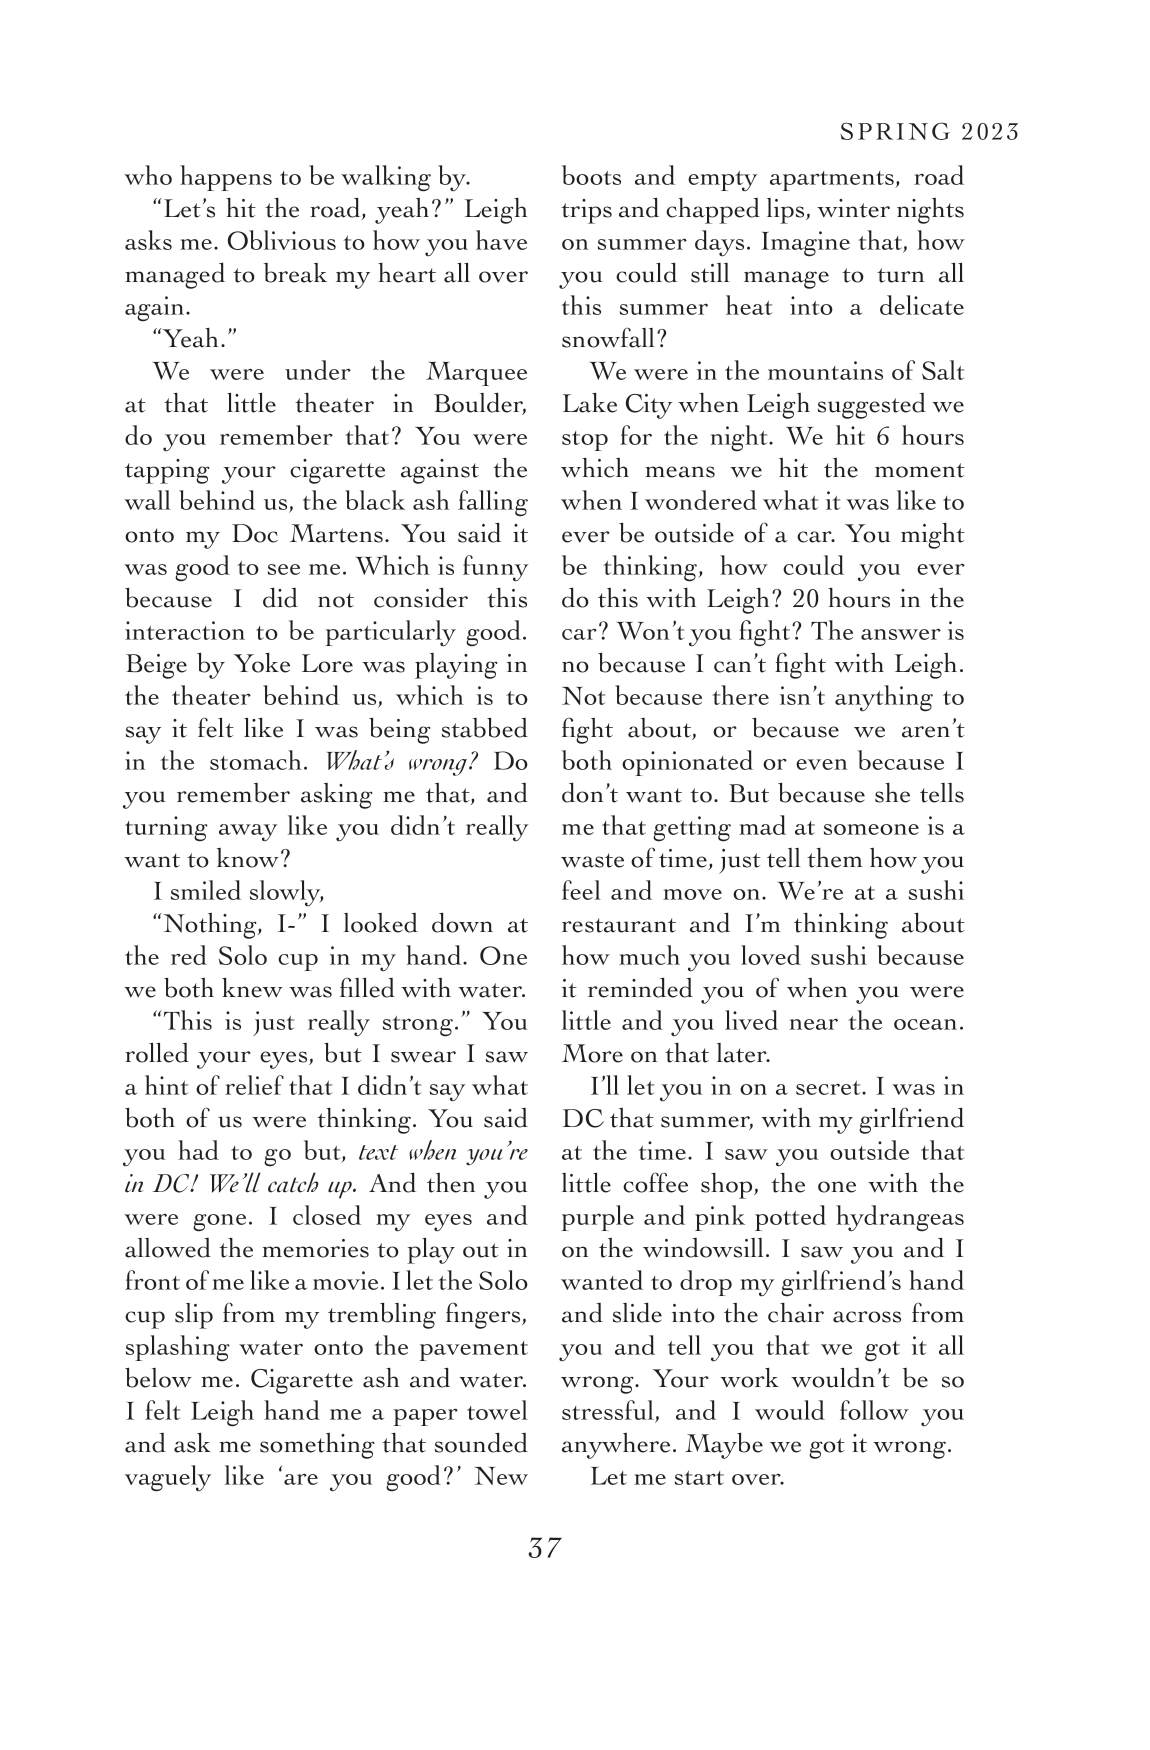 SPRING 2023
who happens to be walking by.
“Let’s hit the road, yeah?” Leigh
asks me. Oblivious to how you have
managed to break my heart all over
again.
“Yeah.”
We were under the Marquee
at that little theater in Boulder,
do you remember that? You were
tapping your cigarette against the
wall behind us, the black ash falling
onto my Doc Martens. You said it
was good to see me. Which is funny
because I did not consider this
interaction to be particularly good.
Beige by Yoke Lore was playing in
the theater behind us, which is to
say it felt like I was being stabbed
in the stomach. What’s wrong? Do
you remember asking me that, and
turning away like you didn’t really
want to know?
I smiled slowly,
“Nothing, I-” I looked down at
the red Solo cup in my hand. One
we both knew was filled with water.
“This is just really strong.” You
rolled your eyes, but I swear I saw
a hint of relief that I didn’t say what
both of us were thinking. You said
you had to go but, text when you’re
in DC! We’ll catch up. And then you
were gone. I closed my eyes and
allowed the memories to play out in
front of me like a movie. I let the Solo
cup slip from my trembling fingers,
splashing water onto the pavement
below me. Cigarette ash and water.
I felt Leigh hand me a paper towel
and ask me something that sounded
vaguely like ‘are you good?’ New
boots and empty apartments, road
trips and chapped lips, winter nights
on summer days. Imagine that, how
you could still manage to turn all
this summer heat into a delicate
snowfall?
We were in the mountains of Salt
Lake City when Leigh suggested we
stop for the night. We hit 6 hours
which means we hit the moment
when I wondered what it was like to
ever be outside of a car. You might
be thinking, how could you ever
do this with Leigh? 20 hours in the
car? Won’t you fight? The answer is
no because I can’t fight with Leigh.
Not because there isn’t anything to
fight about, or because we aren’t
both opinionated or even because I
don’t want to. But because she tells
me that getting mad at someone is a
waste of time, just tell them how you
feel and move on. We’re at a sushi
restaurant and I’m thinking about
how much you loved sushi because
it reminded you of when you were
little and you lived near the ocean.
More on that later.
I’ll let you in on a secret. I was in
DC that summer, with my girlfriend
at the time. I saw you outside that
little coffee shop, the one with the
purple and pink potted hydrangeas
on the windowsill. I saw you and I
wanted to drop my girlfriend’s hand
and slide into the chair across from
you and tell you that we got it all
wrong. Your work wouldn’t be so
stressful, and I would follow you
anywhere. Maybe we got it wrong.
Let me start over.
37